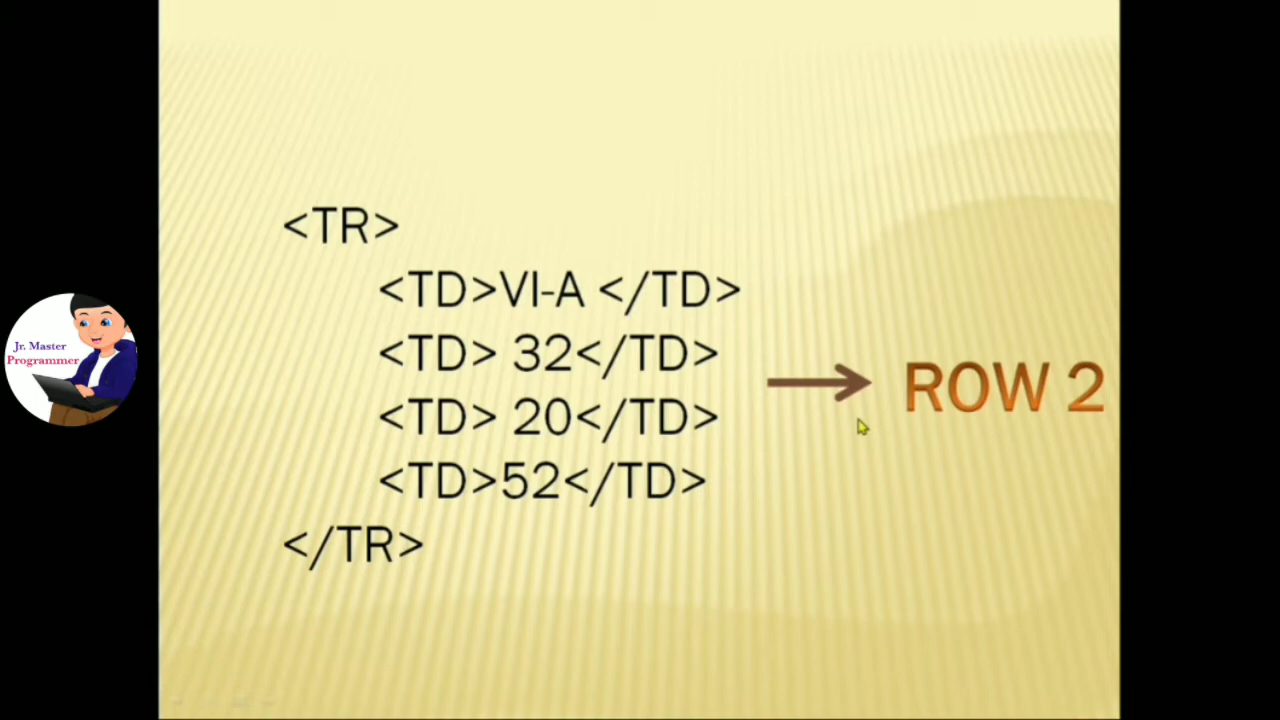 <TR>
<TD>VI-A </TD>
<TD> 32</TD>
<TD> 20</TD>
<TD>52</TD>
</TR>
ROW 2
Jr. Master
Programmer